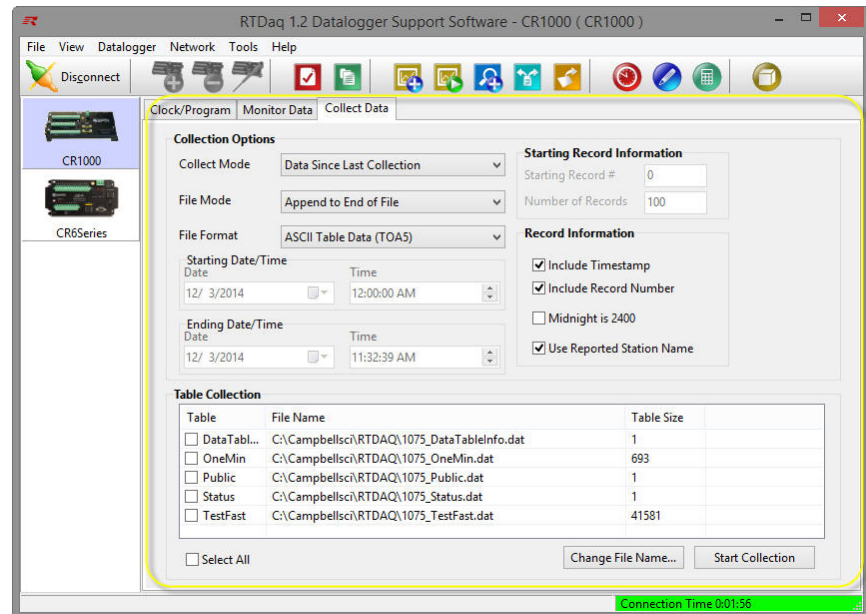 RTDaq 1.2 Datalogger Support Software - CR1000 ( CR1000 )
File View Datalogger Network Tools Help
Disconnect
CR1000
CR6Series
Clock/Program Monitor Data Collect Data
Collection Options
Collect Mode Data Since Last Collection
File Mode Append to End of File
File Format ASCII Table Data (TOA5)
Starting Date/Time
Date Time
12/ 3/2014 12:00:00 AM
Ending Date/Time
Date Time
12/ 3/2014 11:32:39 AM
Starting Record Information
Starting Record # 0
Number of Records 100
Record Information
Include Timestamp
Include Record Number
Midnight is 2400
Use Reported Station Name
Table Collection
Table File Name Table Size
DataTabl... C:\Campbellsci\RTDAQ\1075_DataTableInfo.dat 1
OneMin C:\Campbellsci\RTDAQ\1075_OneMin.dat 693
Public C:\Campbellsci\RTDAQ\1075_Public.dat 1
Status C:\Campbellsci\RTDAQ\1075_Status.dat 1
TestFast C:\Campbellsci\RTDAQ\1075_TestFast.dat 41581
Select All Change File Name... Start Collection
Connection Time 0:01:56